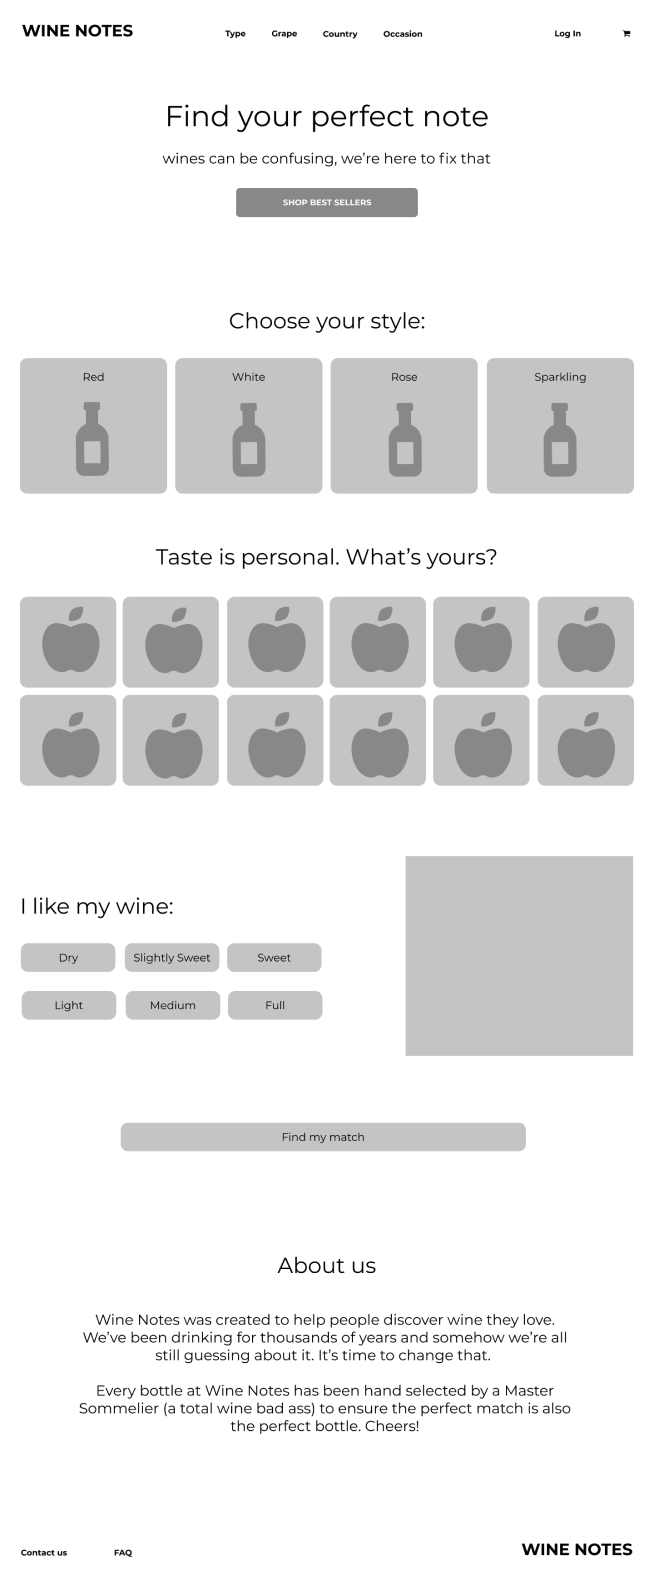 WINE NOTES
Type Grape Country Occasion
Log In
Find your perfect note
wines can be confusing, we’re here to fix that
SHOP BEST SELLERS
Choose your style:
Red White Rose Sparkling
Taste is personal. What’s yours?
I like my wine:
Dry Slightly Sweet Sweet
Light Medium Full
Find my match
About us
Wine Notes was created to help people discover wine they love.
We’ve been drinking for thousands of years and somehow we’re all
still guessing about it. It’s time to change that.
Every bottle at Wine Notes has been hand selected by a Master
Sommelier (a total wine bad ass) to ensure the perfect match is also
the perfect bottle. Cheers!
Contact us FAQ
WINE NOTES